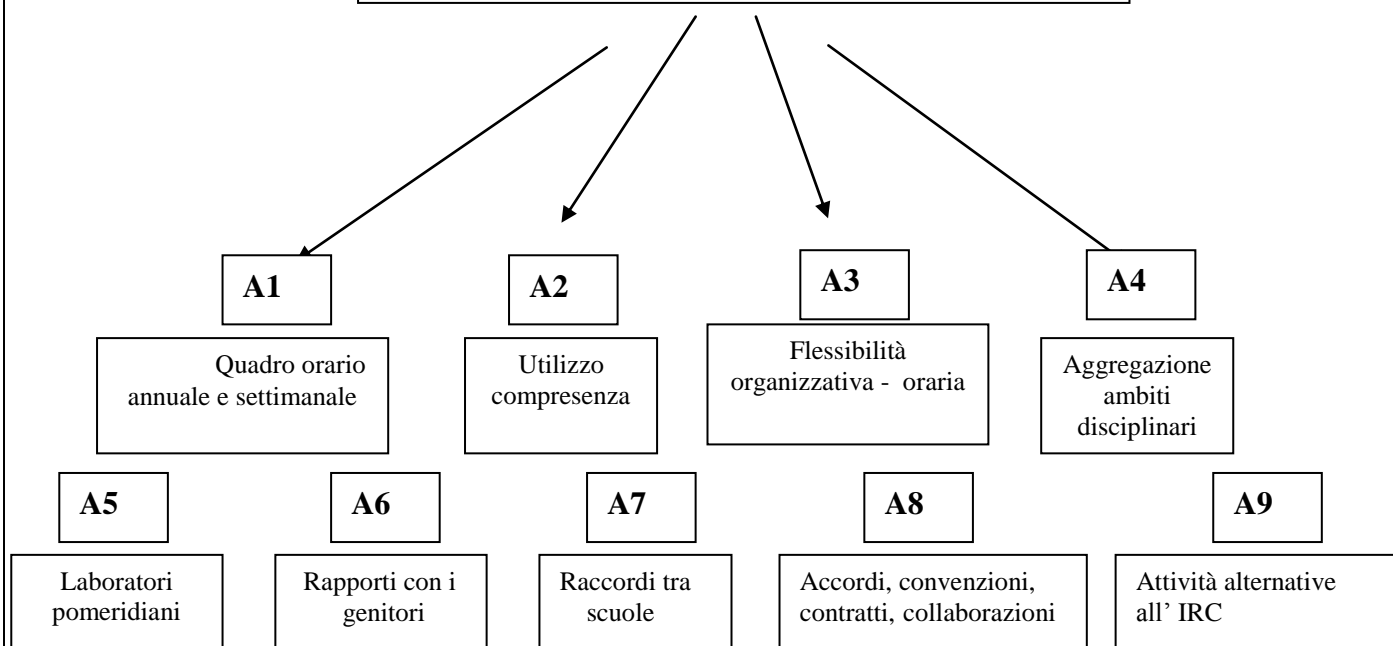 A1
A2
A3
A4
Quadro orario
annuale e settimanale
Utilizzo
compresenza
Flessibilità
organizzativa -  oraria
Aggregazione
ambiti
disciplinari
A5
A6
A7
A8
A9
Laboratori
pomeridiani
Rapporti con i
genitori
Raccordi tra
scuole
Accordi, convenzioni,
contratti, collaborazioni
Attività alternative
all’ IRC